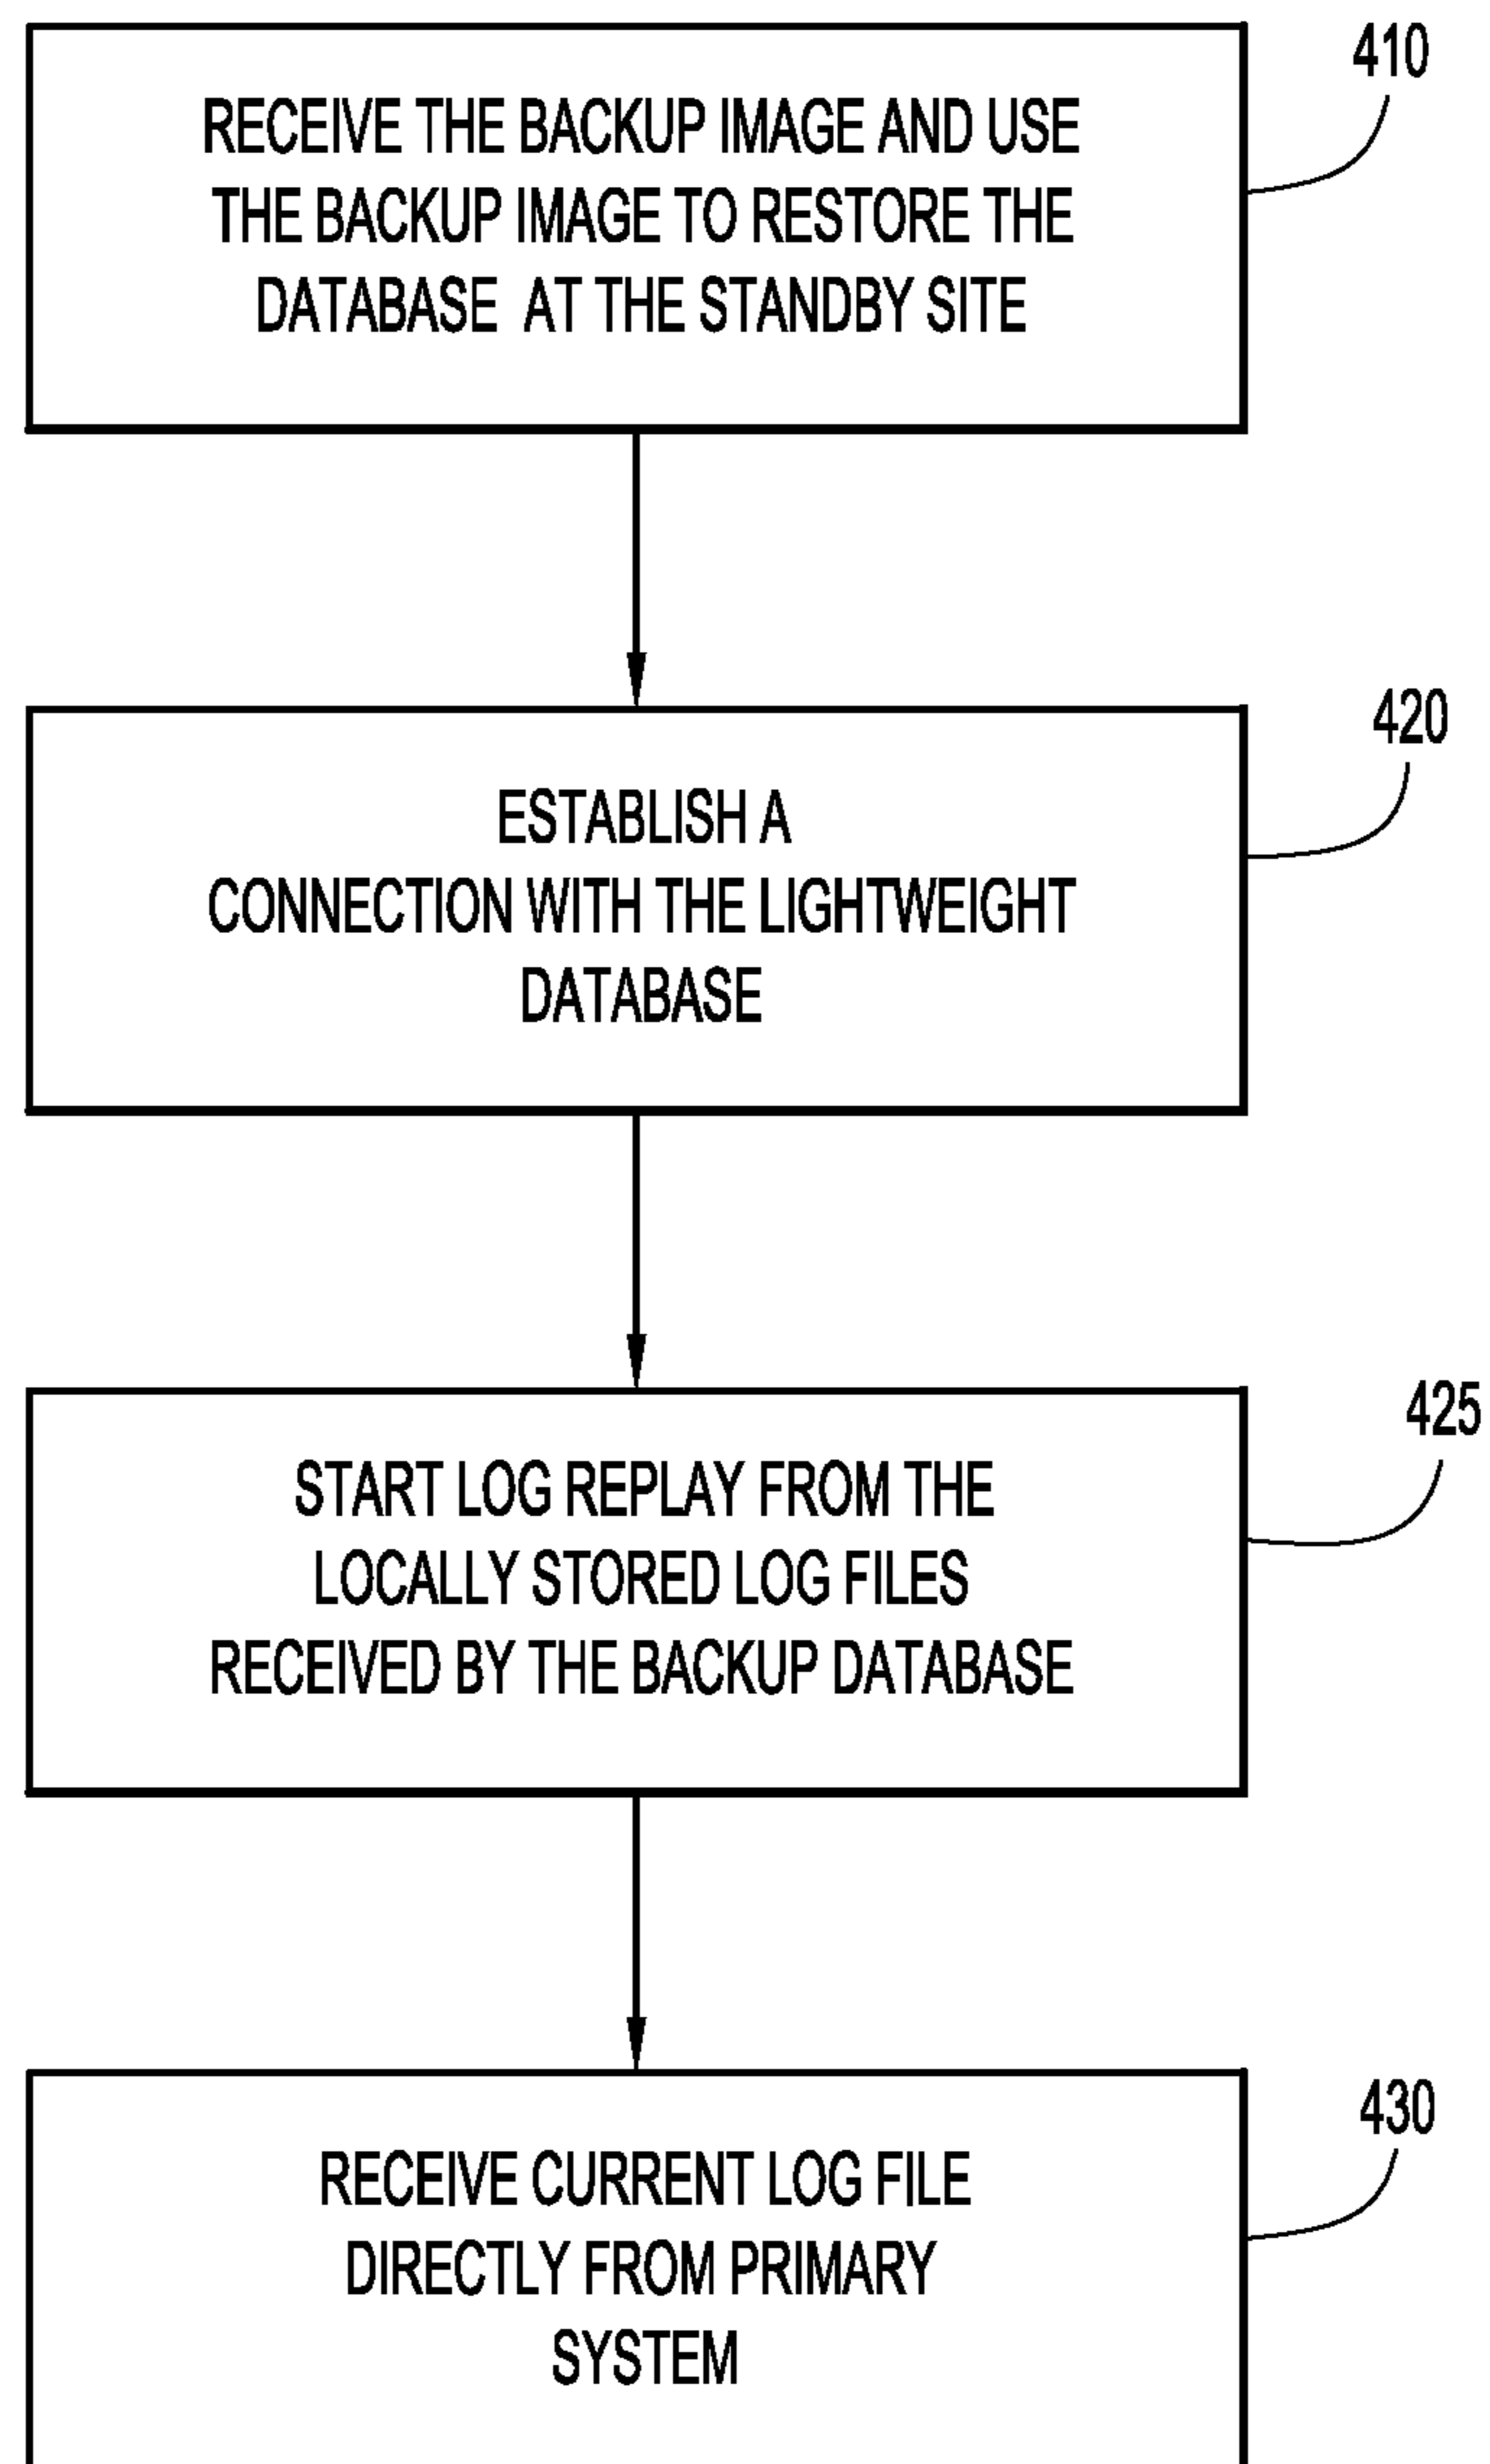 410
RECEIVE THE BACKUP IMAGE AND USE
THE BACKUP IMAGE TO RESTORE THE
DATABASE AT THE STANDBY SITE
420
ESTABLISH A
CONNECTION WITH THE LIGHTWEIGHT
DATABASE
425
START LOG REPLAY FROM THE
LOCALLY STORED LOG FILES
RECEIVED BY THE BACKUP DATABASE
430
RECEIVE CURRENT LOG FILE
DIRECTLY FROM PRIMARY
SYSTEM